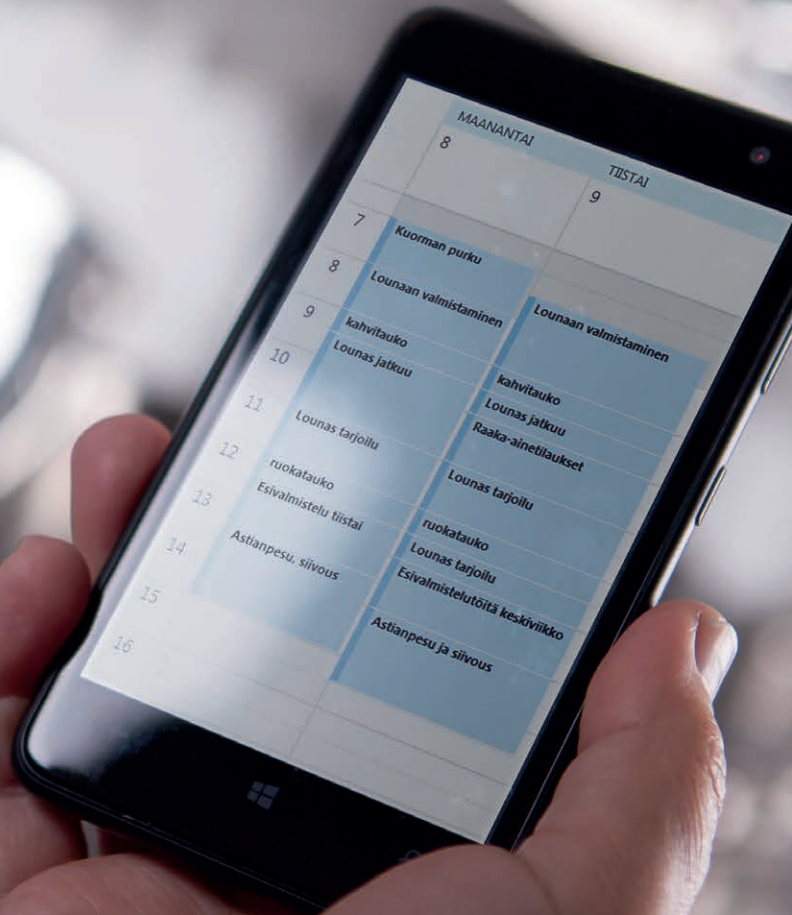 MAANANTAI
8
TIISTAI
9
7
8
9
10
11
12
13
14
15
16
Kuorman purku
Lounaan valmistaminen
kahvitauko
Lounas jatkuu
Lounas tarjoilu
ruokatauko
Esivalmistelu tiistai
Astianpesu, siivous
Lounaan valmistaminen
kahvitauko
Lounas jatkuu
Raaka-ainetilaukset
Lounas tarjoilu
ruokatauko
Lounas tarjoilu
Esivalmistelutöitä keskiviikko
Astianpesu ja siivous